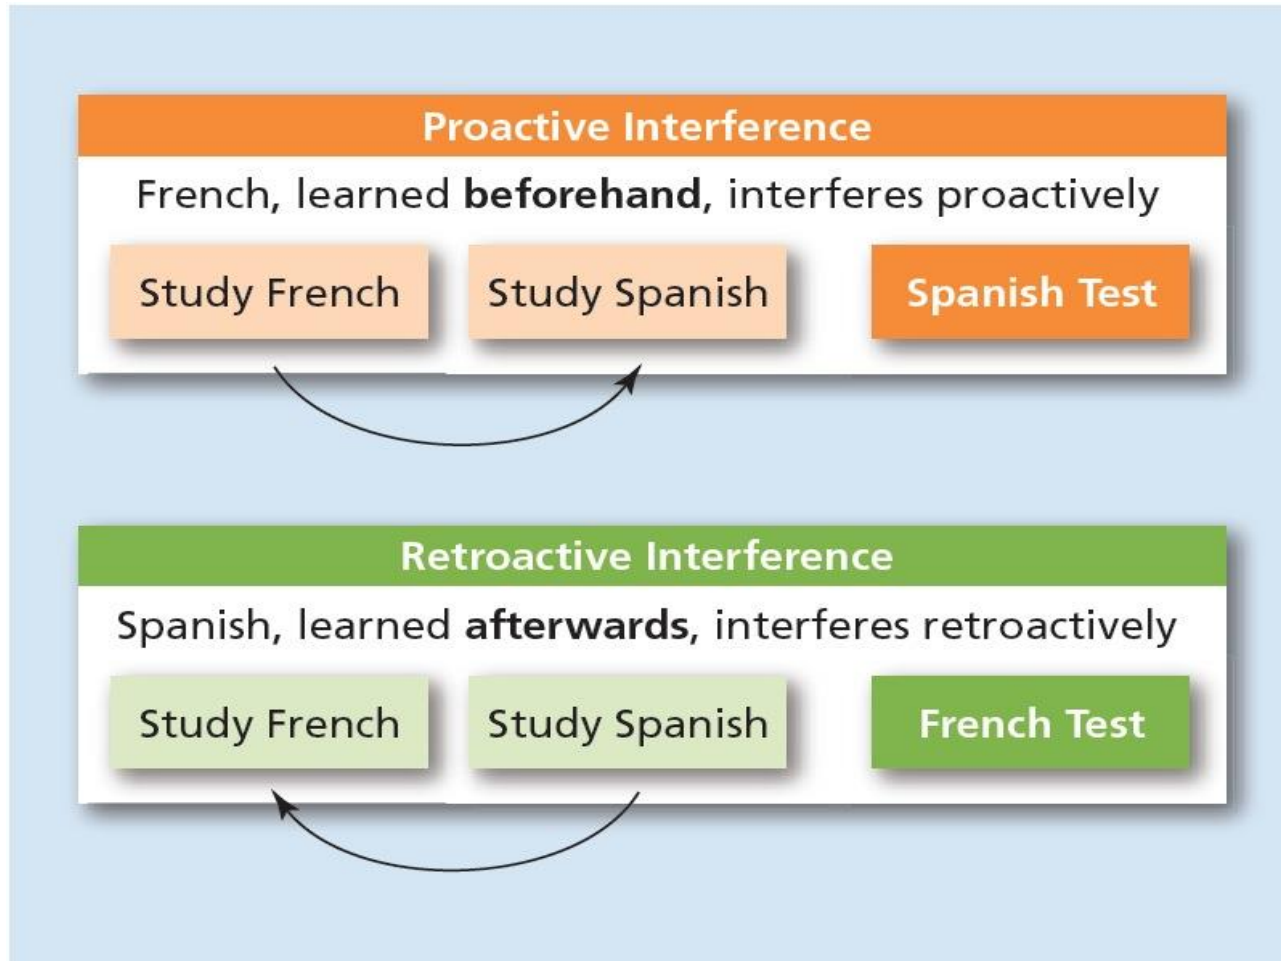 Proactive Interference
French, learned beforehand, interferes proactively
Study French
Study Spanish
Spanish Test
Retroactive Interference
Spanish, learned afterwards, interferes retroactively
Study French
Study Spanish
French Test